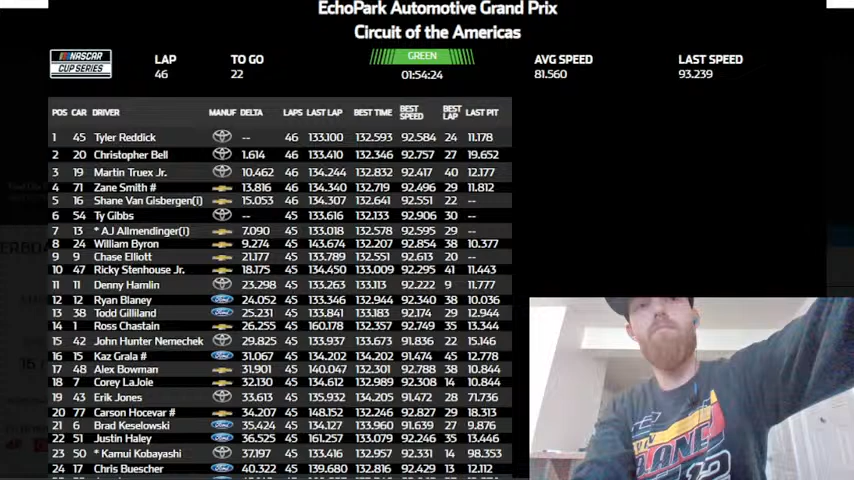 EchoPark Automotive Grand Prix
Circuit of the Americas
NASCAR CUP SERIES LAP TO GO GREEN AVG SPEED LAST SPEED
46 22 01:54:24 81.560 93.239
POS CAR DRIVER MANUF DELTA LAPS LAST LAP BEST TIME BEST SPEED BEST LAP LAST PIT
1 45 Tyler Reddick -- 46 133.100 132.593 92.584 24 11.178
2 20 Christopher Bell 1.614 46 133.410 132.346 92.757 27 19.652
3 19 Martin Truex Jr. 10.462 46 134.244 132.832 92.417 40 12.177
4 71 Zane Smith # 13.816 46 134.340 132.719 92.496 29 11.812
5 16 Shane Van Gisbergen(i) 15.053 46 134.307 132.641 92.551 22 --
6 54 Ty Gibbs -- 45 133.616 132.133 92.906 30 --
7 13 * AJ Allmendinger(i) 7.090 45 133.018 132.578 92.595 29 --
8 24 William Byron 9.274 45 143.674 132.207 92.854 38 10.377
9 9 Chase Elliott 21.177 45 133.789 132.551 92.613 20 --
10 47 Ricky Stenhouse Jr. 18.175 45 134.450 133.009 92.295 41 11.443
11 11 Denny Hamlin 23.298 45 133.263 133.113 92.222 9 11.777
12 12 Ryan Blaney 24.052 45 133.346 132.944 92.340 38 10.036
13 38 Todd Gilliland 25.231 45 133.841 133.183 92.174 29 12.944
14 1 Ross Chastain 26.255 45 160.178 132.357 92.749 35 13.344
15 42 John Hunter Nemechek 29.825 45 133.937 133.673 91.836 22 15.146
16 15 Kaz Grala # 31.067 45 134.202 134.202 91.474 45 12.778
17 48 Alex Bowman 31.901 45 140.047 132.301 92.788 38 10.844
18 7 Corey LaJoie 32.130 45 134.612 132.989 92.308 14 10.844
19 43 Erik Jones 33.613 45 135.932 134.205 91.472 28 71.736
20 77 Carson Hocevar # 34.207 45 148.152 132.246 92.827 29 18.313
21 6 Brad Keselowski 35.424 45 134.127 133.960 91.639 27 9.876
22 51 Justin Haley 36.525 45 161.257 133.079 92.246 35 13.446
23 50 * Kamui Kobayashi 37.197 45 133.416 132.957 92.331 14 98.353
24 17 Chris Buescher 40.322 45 139.680 132.816 92.429 13 12.112